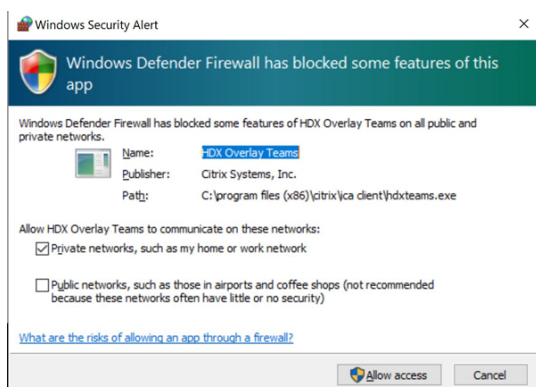 Windows Security Alert
Windows Defender Firewall has blocked some features of this
app
Windows Defender Firewall has blocked some features of HDX Overlay Teams on all public and
private networks.
Name: HDX Overlay Teams
Publisher: Citrix Systems, Inc.
Path: C:\program files (x86)\citrix\ica client\hdxteams.exe
Allow HDX Overlay Teams to communicate on these networks:
Private networks, such as my home or work network
Public networks, such as those in airports and coffee shops (not recommended
because these networks often have little or no security)
What are the risks of allowing an app through a firewall?
Allow access Cancel